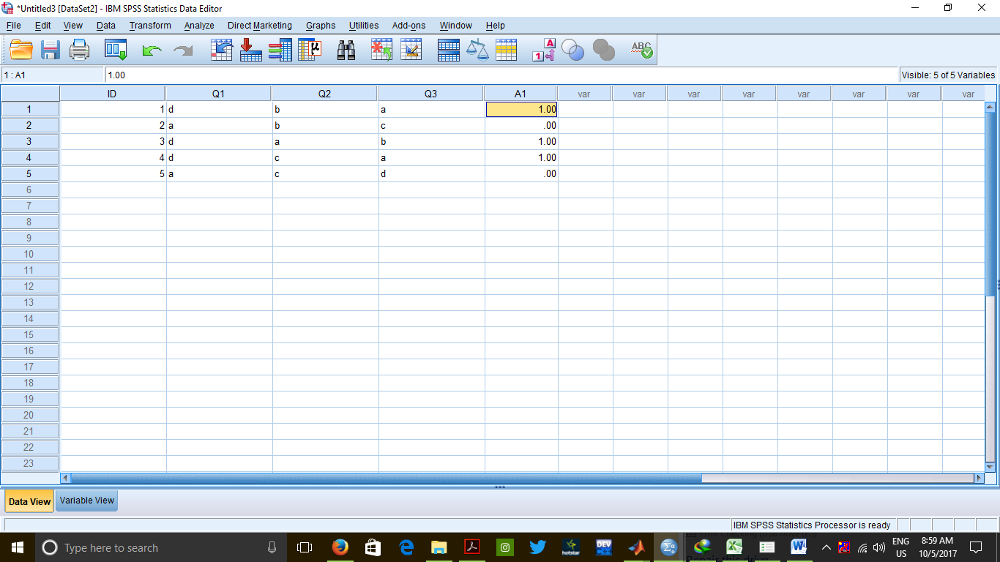 *Untitled3 [DataSet2] - IBM SPSS Statistics Data Editor
File Edit View Data Transform Analyze Direct Marketing Graphs Utilities Add-ons Window Help
1 A ABC
1 : A1 1.00 Visible: 5 of 5 Variables
ID Q1 Q2 Q3 A1 var var var var var var var var
1 1 d b a 1.00
2 2 a b c .00
3 3 d a b 1.00
4 4 d c a 1.00
5 5 a c d .00
6
7
8
9
10
11
12
13
14
15
16
17
18
19
20
21
22
23
Data View Variable View
IBM SPSS Statistics Processor is ready
Type here to search hotstar DEV ENG 8:59 AM
US 10/5/2017